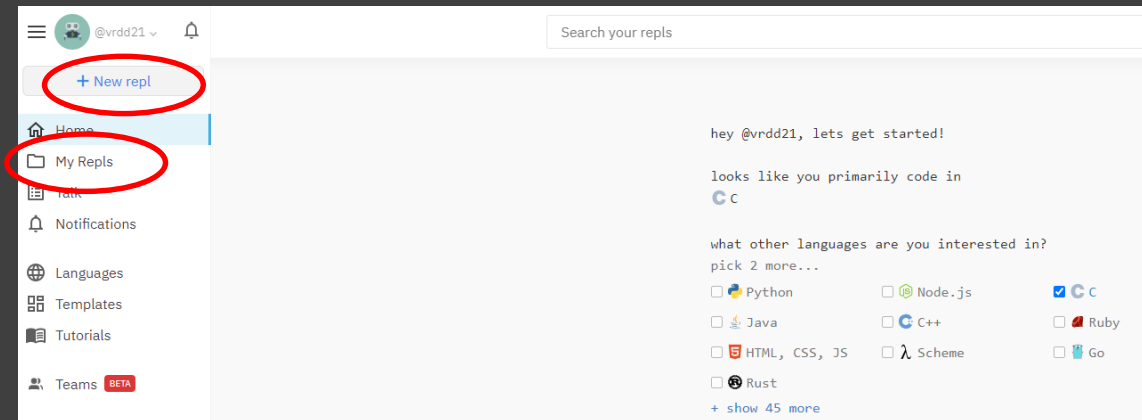 @vrdd21
Search your repls
+ New repl
Home
My Repls
Talk
Notifications
Languages
Templates
Tutorials
Teams BETA
hey @vrdd21, lets get started!
looks like you primarily code in
C C
what other languages are you interested in?
pick 2 more...
Python Node.js C C
Java C C++ Ruby
5 HTML, CSS, JS λ Scheme Go
R Rust
+ show 45 more